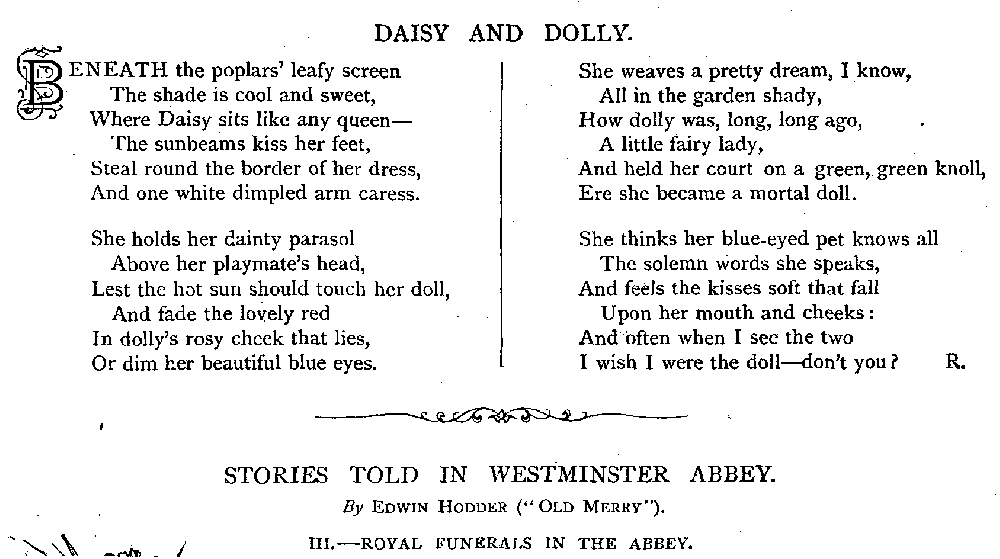 DAISY AND DOLLY.
BENEATH the poplars' leafy screen
The shade is cool and sweet,
Where Daisy sits like any queen—
The sunbeams kiss her feet,
Steal round the border of her dress,
And one white dimpled arm caress.
She holds her dainty parasol
Above her playmate's head,
Lest the hot sun should touch her doll,
And fade the lovely red
In dolly's rosy cheek that lies,
Or dim her beautiful blue eyes.
She weaves a pretty dream, I know,
All in the garden shady,
How dolly was, long, long ago,
A little fairy lady,
And held her court on a green, green knoll,
Ere she became a mortal doll.
She thinks her blue-eyed pet knows all
The solemn words she speaks,
And feels the kisses soft that fall
Upon her mouth and cheeks:
And often when I see the two
I wish I were the doll—don't you? R.
STORIES TOLD IN WESTMINSTER ABBEY.
By EDWIN HODDER ("OLD MERRY").
III.—ROYAL FUNERALS IN THE ABBEY.